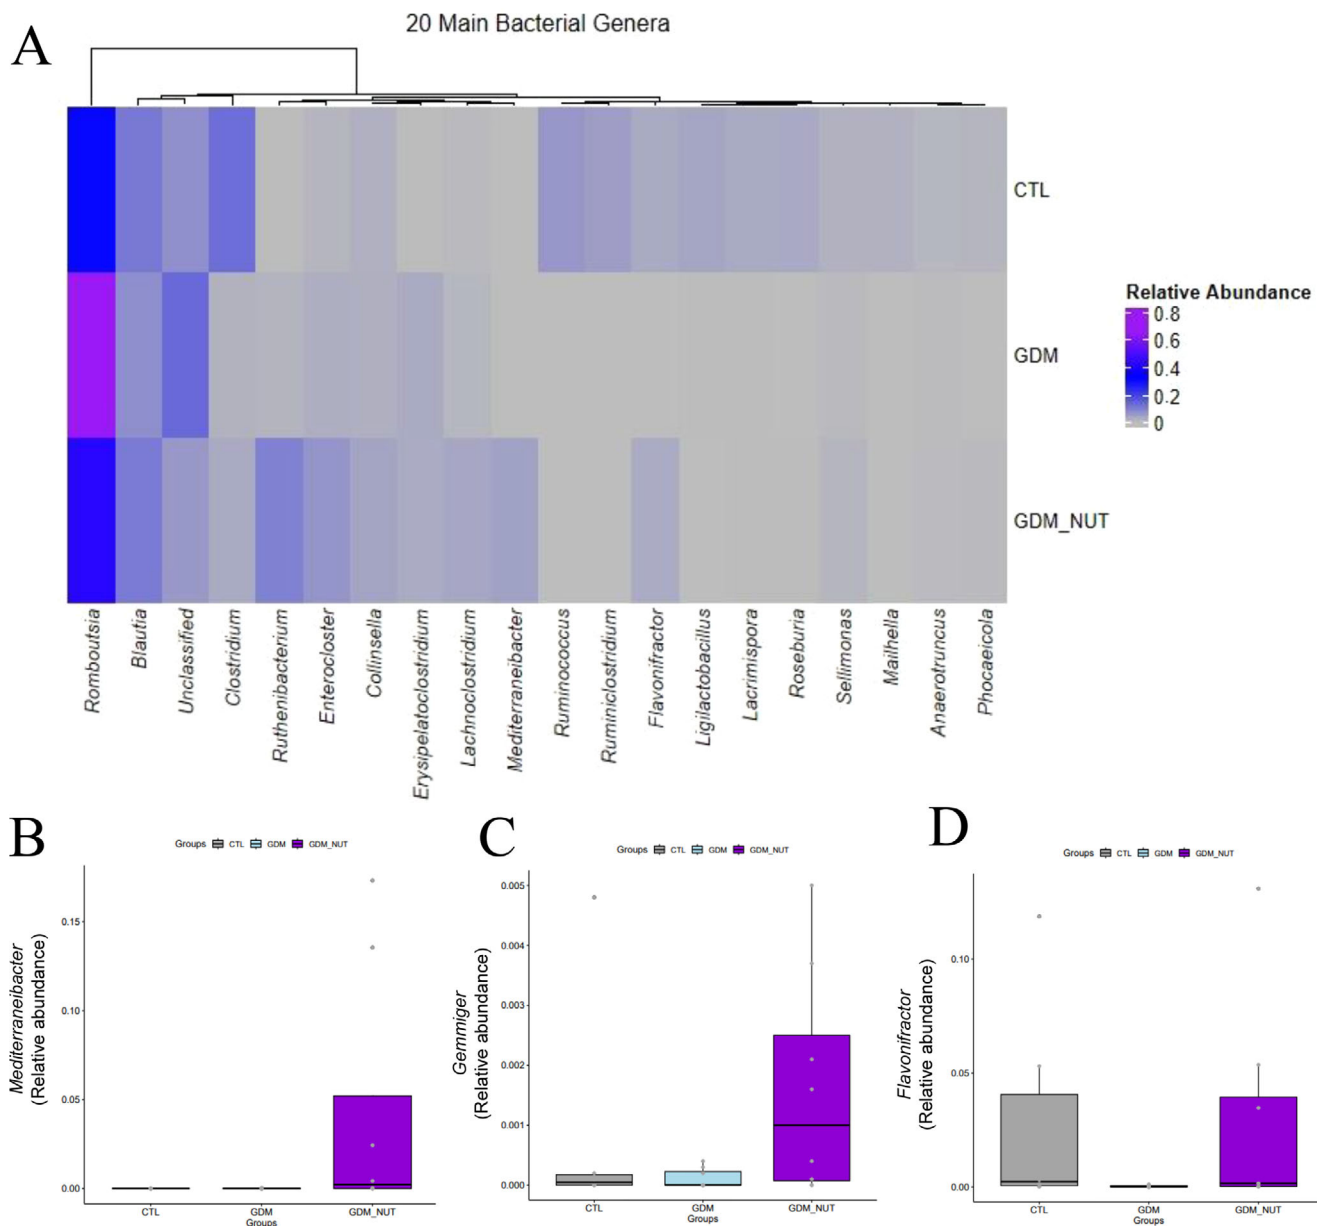 A
20 Main Bacterial Genera
CTL
GDM
GDM_NUT
Relative Abundance
0.8
0.6
0.4
0.2
0
Romboutsia
Blautia
Unclassified
Clostridium
Ruthenibacterium
Enterocloster
Collinsella
Erysipelatoclostridium
Lachnoclostridium
Mediterraneibacter
Ruminococcus
Ruminiclostridium
Flavonifractor
Ligilactobacillus
Lacrimispora
Roseburia
Sellimonas
Mailhella
Anaerotruncus
Phocaeicola
B
Groups CTL GDM GDM_NUT
Mediterraneibacter
(Relative abundance)
0.15
0.10
0.05
0.00
CTL GDM GDM_NUT
Groups
C
Groups CTL GDM GDM_NUT
Gemmiger
(Relative abundance)
0.005
0.004
0.003
0.002
0.001
0.000
CTL GDM GDM_NUT
Groups
D
Groups CTL GDM GDM_NUT
Flavonifractor
(Relative abundance)
0.10
0.05
0.00
CTL GDM GDM_NUT
Groups